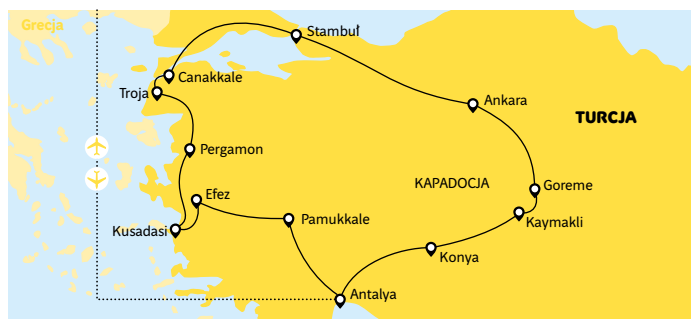 Grecja
Stambuł
Canakkale
Troja
Ankara
TURCJA
Pergamon
KAPADOCJA
Goreme
Efez
Pamukkale
Kaymakli
Kusadasi
Konya
Antalya